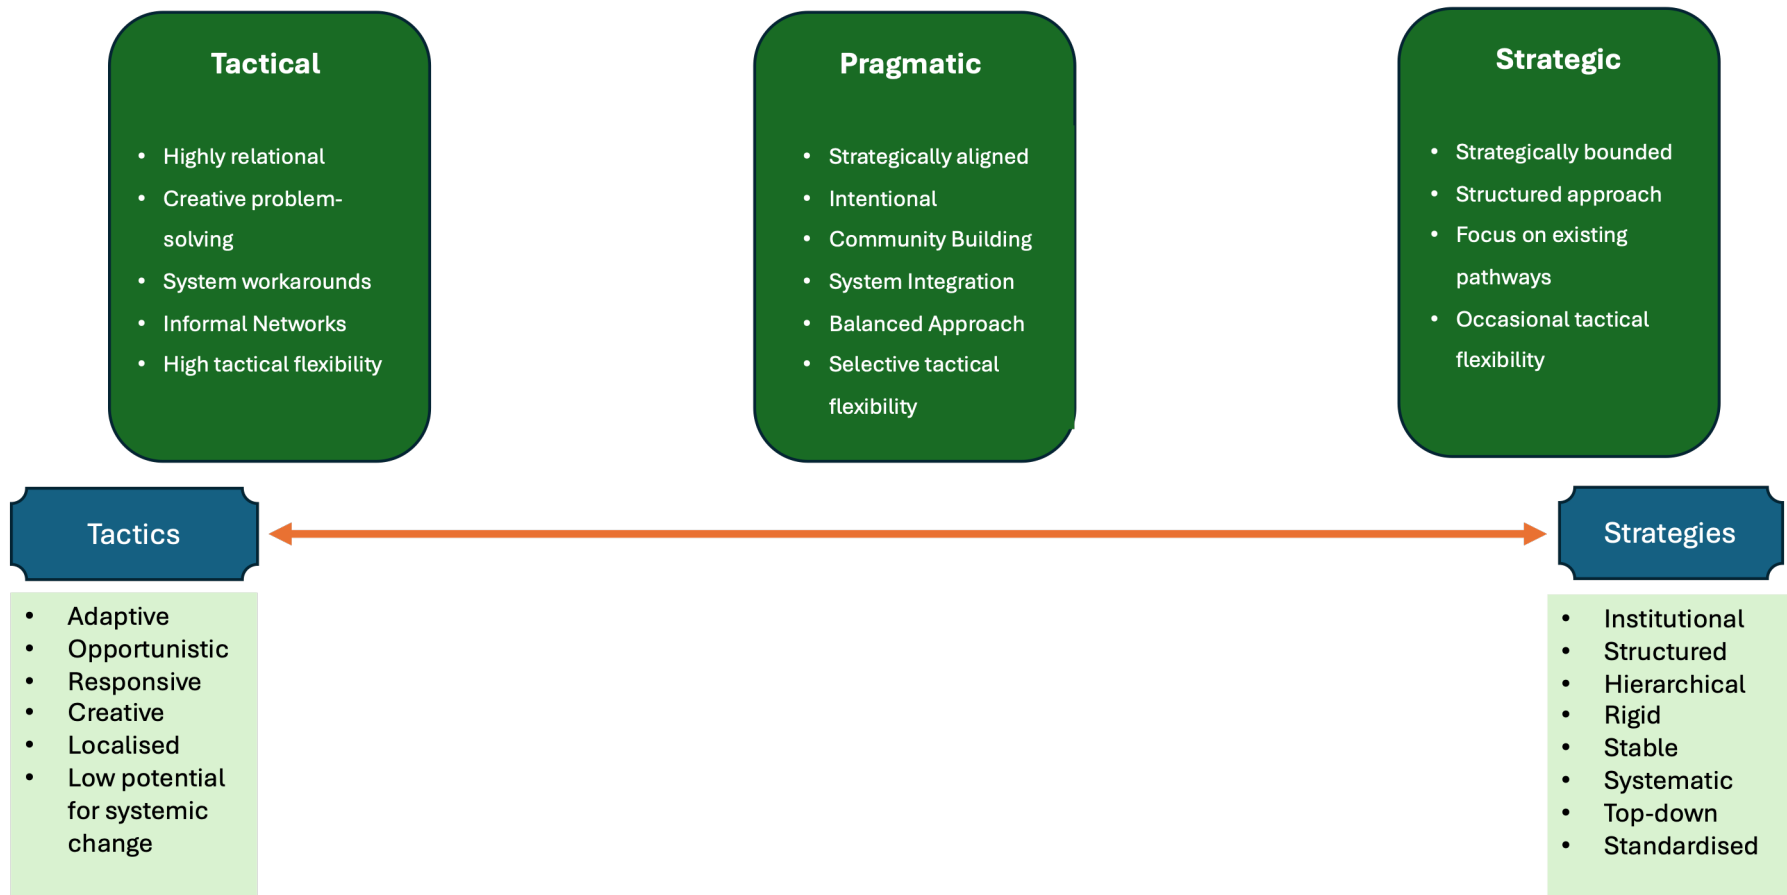 Tactical
• Highly relational
• Creative problem-
solving
• System workarounds
• Informal Networks
• High tactical flexibility
Pragmatic
• Strategically aligned
• Intentional
• Community Building
• System Integration
• Balanced Approach
• Selective tactical
flexibility
Strategic
• Strategically bounded
• Structured approach
• Focus on existing
pathways
• Occasional tactical
flexibility
Tactics
• Adaptive
• Opportunistic
• Responsive
• Creative
• Localised
• Low potential
for systemic
change
Strategies
• Institutional
• Structured
• Hierarchical
• Rigid
• Stable
• Systematic
• Top-down
• Standardised